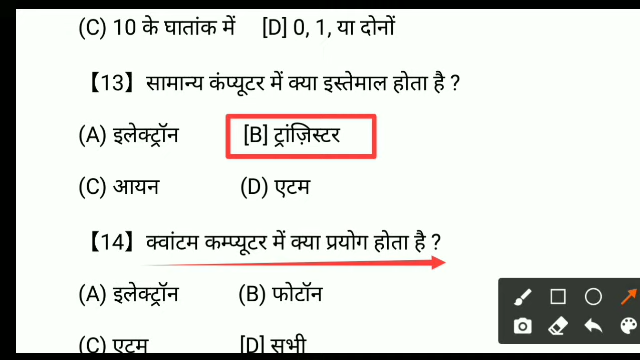 (C) 10 के घातांक में [D] 0, 1, या दोनों
【13】 सामान्य कंप्यूटर में क्या इस्तेमाल होता है ?
(A) इलेक्ट्रॉन [B] ट्रांज़िस्टर
(C) आयन (D) एटम
【14】 क्वांटम कम्प्यूटर में क्या प्रयोग होता है ?
(A) इलेक्ट्रॉन (B) फोटॉन
(C) एटम [D] सभी